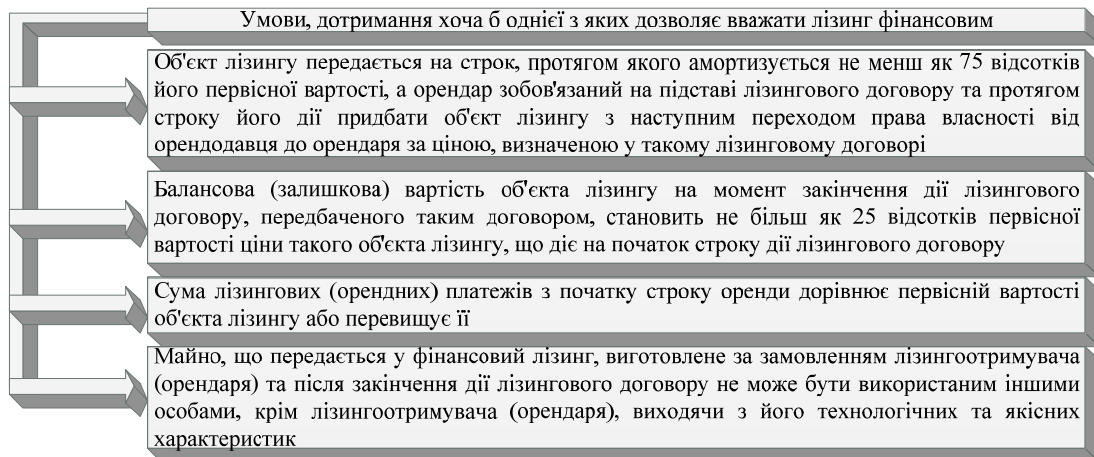 Умови, дотримання хоча б однієї з яких дозволяє вважати лізинг фінансовим
Об'єкт лізингу передається на строк, протягом якого амортизується не менш як 75 відсотків
його первісної вартості, а орендар зобов'язаний на підставі лізингового договору та протягом
строку його дії придбати об'єкт лізингу з наступним переходом права власності від
орендодавця до орендаря за ціною, визначеною у такому лізинговому договорі
Балансова (залишкова) вартість об'єкта лізингу на момент закінчення дії лізингового
договору, передбаченого таким договором, становить не більш як 25 відсотків первісної
вартості ціни такого об'єкта лізингу, що діє на початок строку дії лізингового договору
Сума лізингових (орендних) платежів з початку строку оренди дорівнює первісній вартості
об'єкта лізингу або перевищує її
Майно, що передається у фінансовий лізинг, виготовлене за замовленням лізингоотримувача
(орендаря) та після закінчення дії лізингового договору не може бути використаним іншими
особами, крім лізингоотримувача (орендаря), виходячи з його технологічних та якісних
характеристик